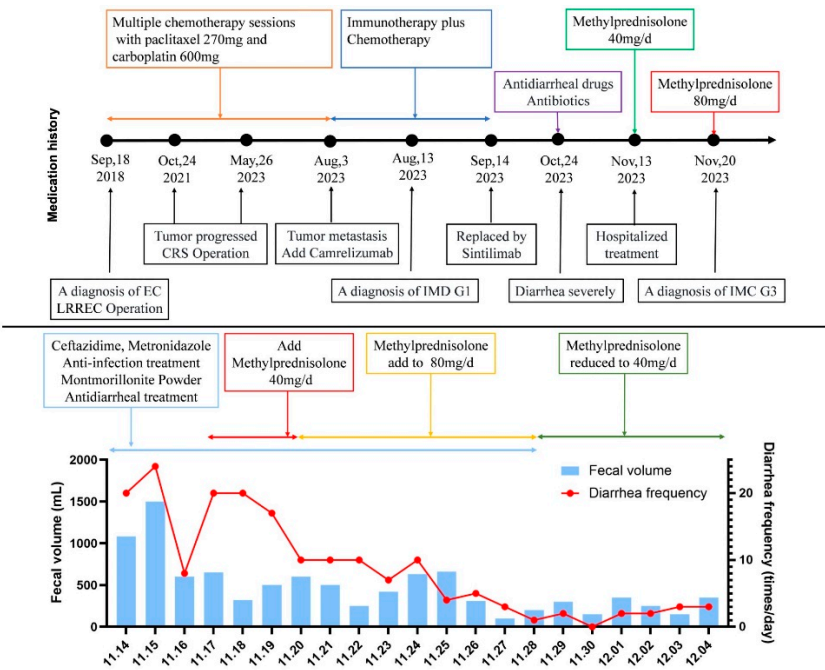 Multiple chemotherapy sessions
with paclitaxel 270mg and
carboplatin 600mg
Immunotherapy plus
Chemotherapy
Methylprednisolone
40mg/d
Antidiarrheal drugs
Antibiotics
Methylprednisolone
80mg/d
Medication history
Sep,18
2018
Oct,24
2021
May,26
2023
Aug,3
2023
Aug,13
2023
Sep,14
2023
Oct,24
2023
Nov,13
2023
Nov,20
2023
Tumor progressed
CRS Operation
Tumor metastasis
Add Camrelizumab
Replaced by
Sintilimab
Hospitalized
treatment
A diagnosis of EC
LRREC Operation
A diagnosis of IMD G1
Diarrhea severely
A diagnosis of IMC G3
Ceftazidime, Metronidazole
Anti-infection treatment
Montmorillonite Powder
Antidiarrheal treatment
Add
Methylprednisolone
40mg/d
Methylprednisolone
add to 80mg/d
Methylprednisolone
reduced to 40mg/d
Fecal volume (mL)
2000
1500
1000
500
0
Fecal volume
Diarrhea frequency
20
10
0
Diarrhea frequency (times/day)
11.14
11.15
11.16
11.17
11.18
11.19
11.20
11.21
11.22
11.23
11.24
11.25
11.26
11.27
11.28
11.29
11.30
12.01
12.02
12.03
12.04